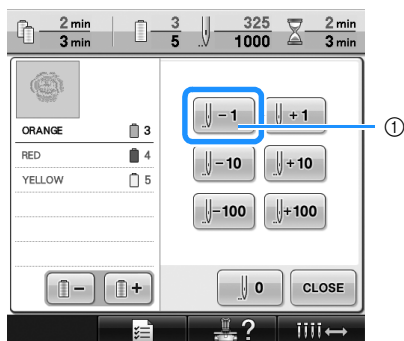 2 min 3 325 2 min
3 min 5 1000 3 min
-1 +1
①
ORANGE 3
RED 4
-10 +10
YELLOW 5
-100 +100
- + 0 CLOSE
?